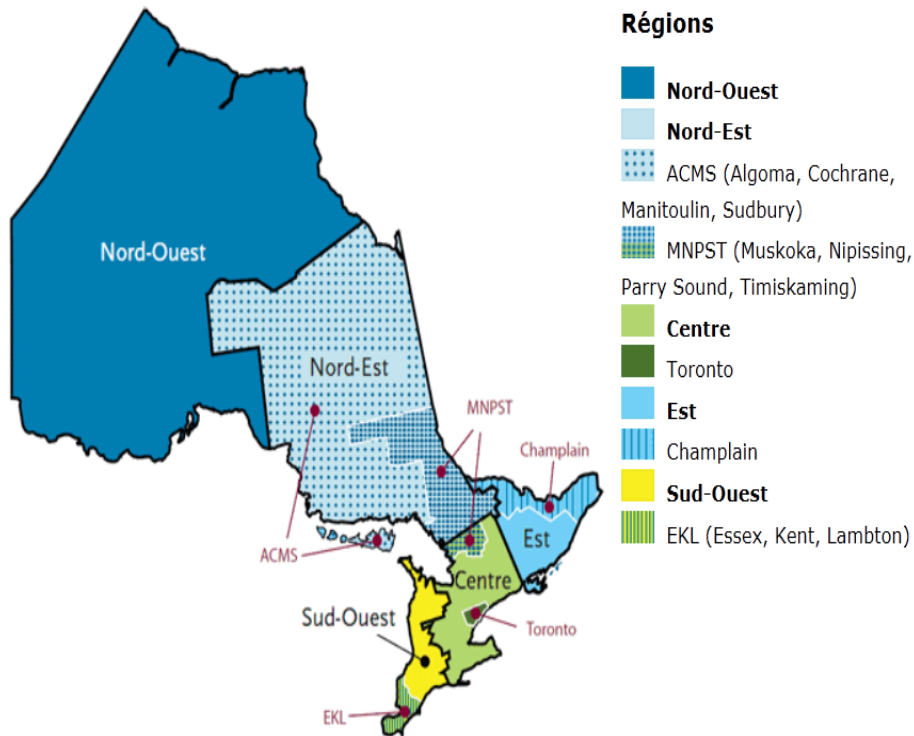 Régions
Nord-Ouest
Nord-Est
ACMS (Algoma, Cochrane,
Manitoulin, Sudbury)
MNPST (Muskoka, Nipissing,
Parry Sound, Timiskaming)
Centre
Toronto
Est
Champlain
Sud-Ouest
EKL (Essex, Kent, Lambton)
Nord-Ouest
Nord-Est
MNPST
Champlain
Est
ACMS
Centre
Sud-Ouest
Toronto
EKL